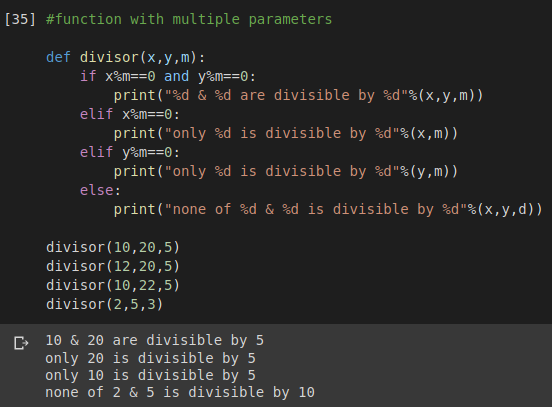 [35] #function with multiple parameters
def divisor(x,y,m):
    if x%m==0 and y%m==0:
        print("%d & %d are divisible by %d"%(x,y,m))
    elif x%m==0:
        print("only %d is divisible by %d"%(x,m))
    elif y%m==0:
        print("only %d is divisible by %d"%(y,m))
    else:
        print("none of %d & %d is divisible by %d"%(x,y,d))
divisor(10,20,5)
divisor(12,20,5)
divisor(10,22,5)
divisor(2,5,3)
10 & 20 are divisible by 5
only 20 is divisible by 5
only 10 is divisible by 5
none of 2 & 5 is divisible by 10